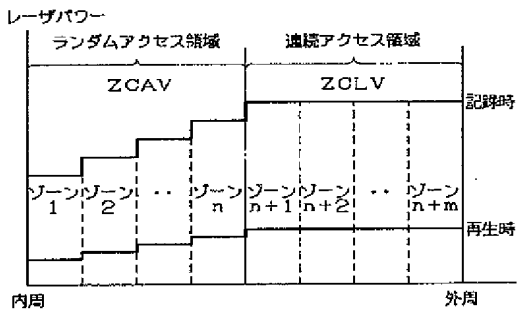 レーザパワー
ランダムアクセス領域
連続アクセス領域
ZCAV
ZCLV
記録時
ゾーン ゾーン ・・ ゾーン ゾーン ゾーン ・・ ゾーン
1 2 n n+1 n+2 n+m
再生時
内周
外周